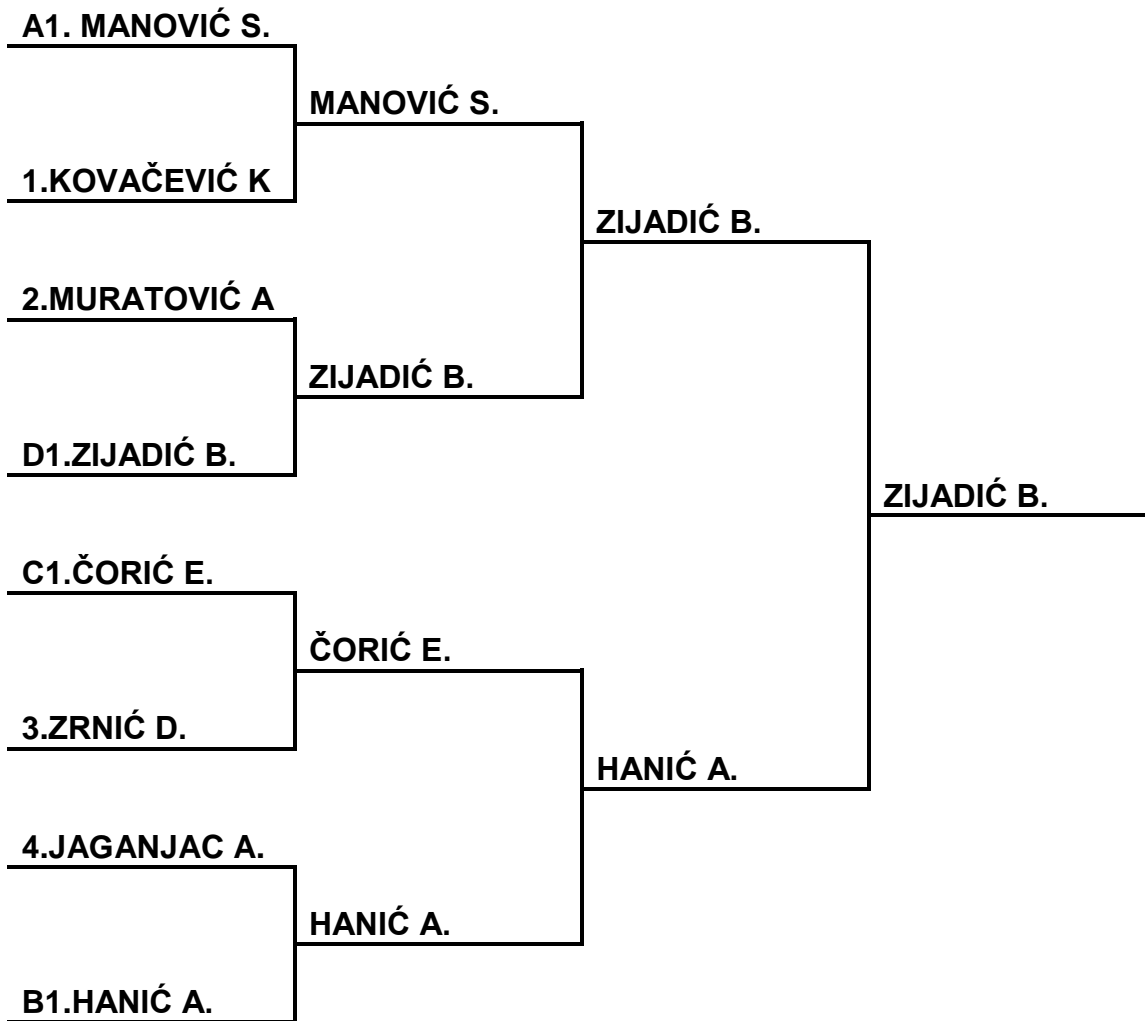 A1. MANOVIĆ S.
MANOVIĆ S.
1.KOVAČEVIĆ K
ZIJADIĆ B.
2.MURATOVIĆ A
ZIJADIĆ B.
D1.ZIJADIĆ B.
ZIJADIĆ B.
C1.ČORIĆ E.
ČORIĆ E.
3.ZRNIĆ D.
HANIĆ A.
4.JAGANJAC A.
HANIĆ A.
B1.HANIĆ A.